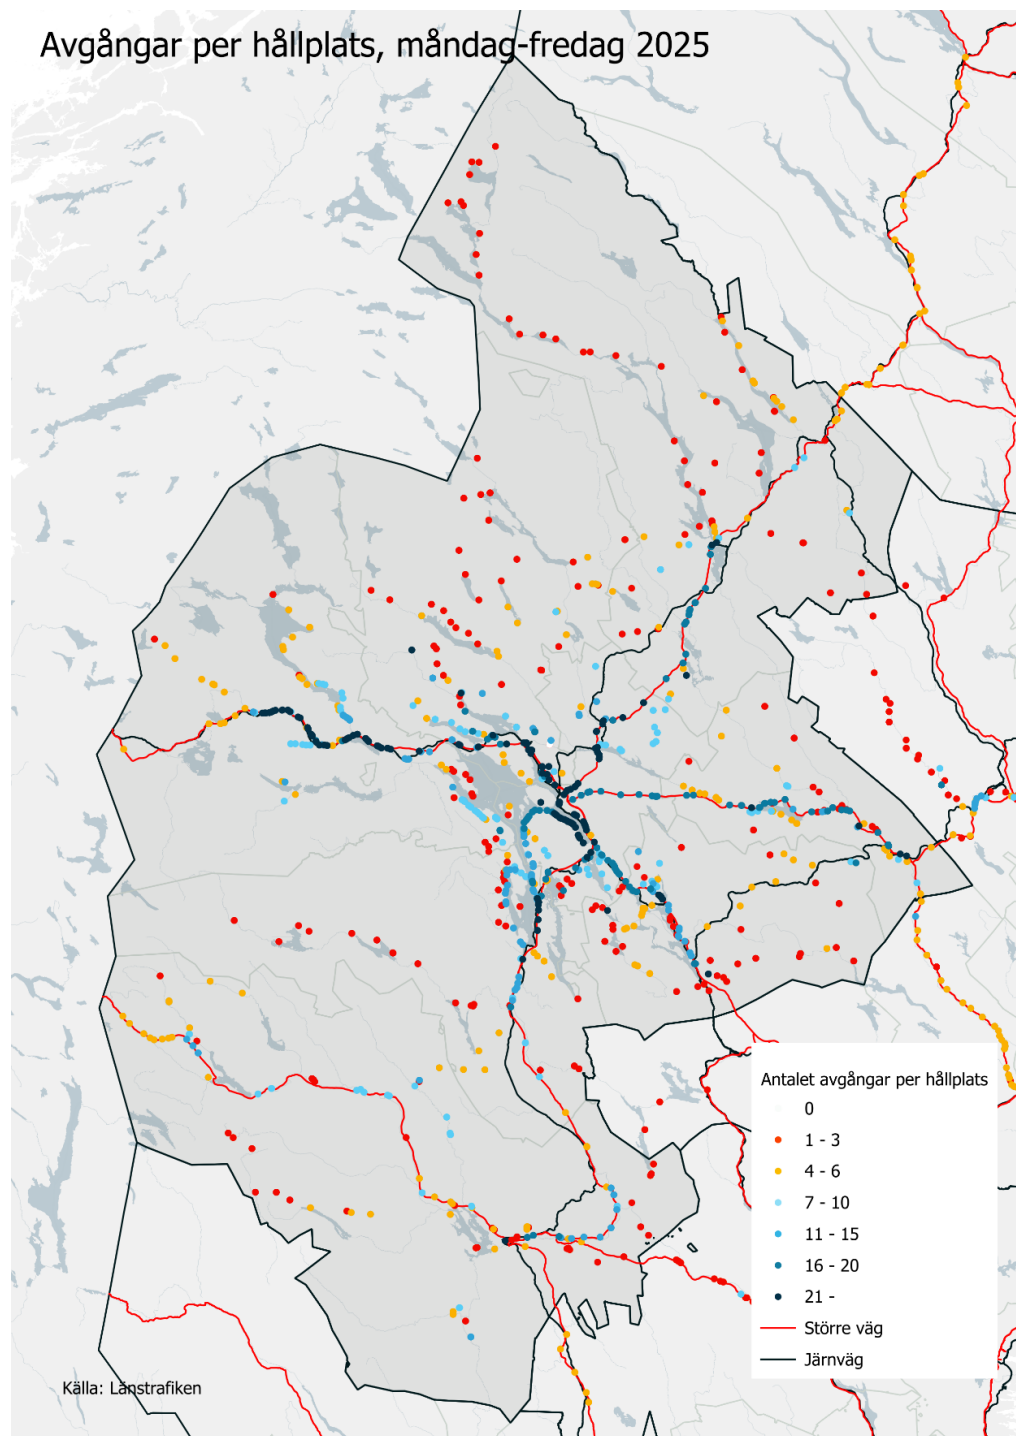 Avgångar per hållplats, måndag-fredag 2025
Antalet avgångar per hållplats
0
1 - 3
4 - 6
7 - 10
11 - 15
16 - 20
21 -
Större väg
Järnväg
Källa: Länstrafiken